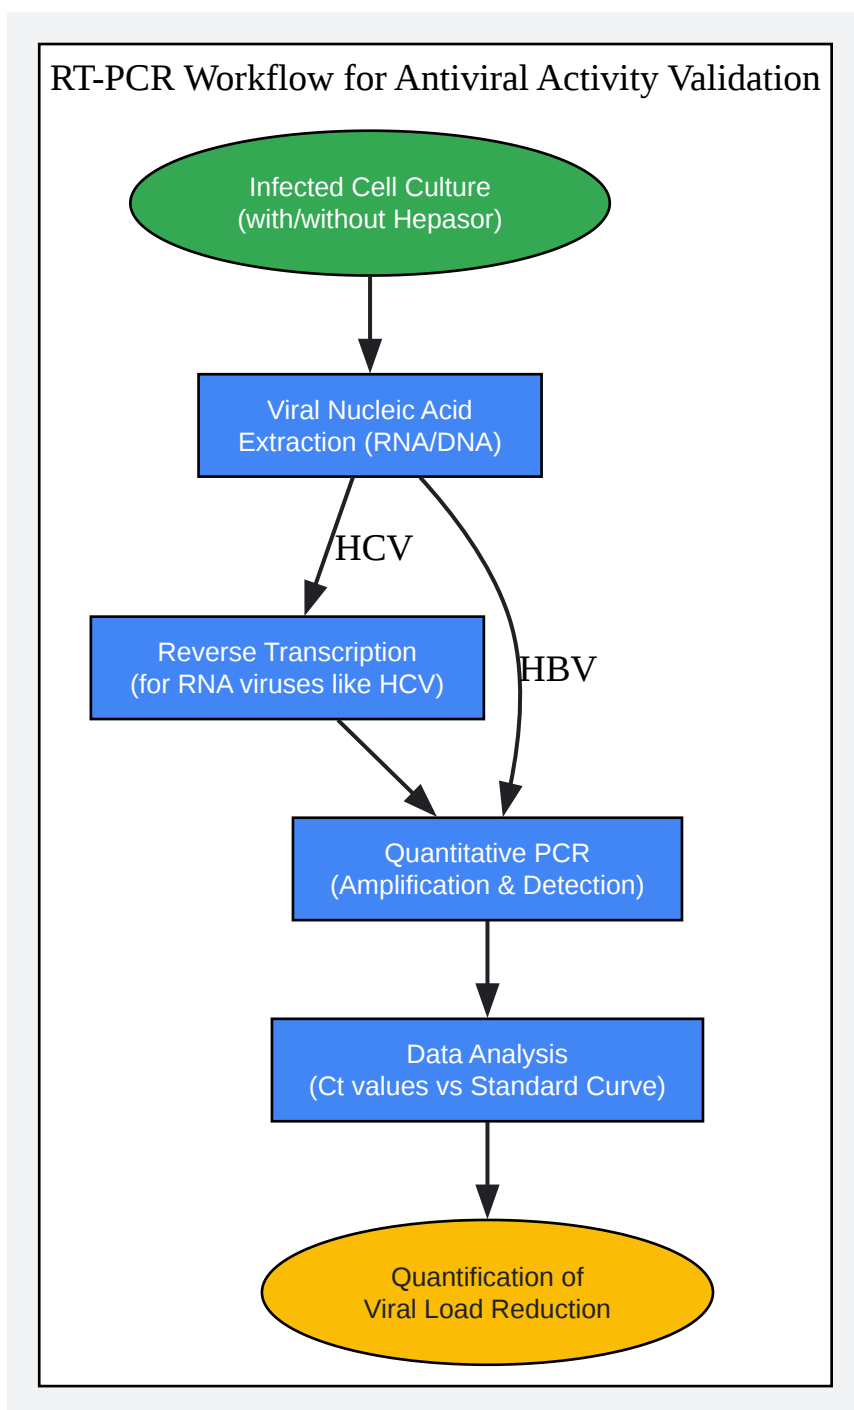 RT-PCR Workflow for Antiviral Activity Validation
Infected Cell Culture
(with/without Hepasor)
Viral Nucleic Acid
Extraction (RNA/DNA)
HCV
Reverse Transcription
(for RNA viruses like HCV)
HBV
Quantitative PCR
(Amplification & Detection)
Data Analysis
(Ct values vs Standard Curve)
Quantification of
Viral Load Reduction